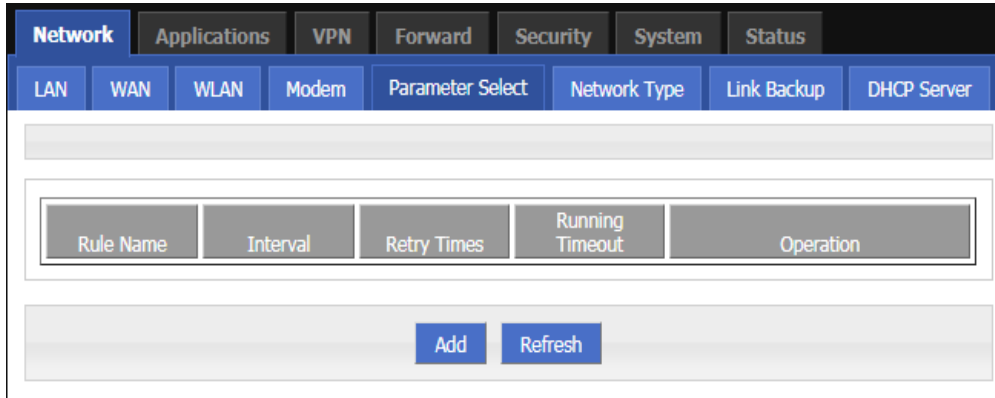 Network Applications VPN Forward Security System Status
LAN WAN WLAN Modem Parameter Select Network Type Link Backup DHCP Server
Rule Name Interval Retry Times Running Timeout Operation
Add Refresh